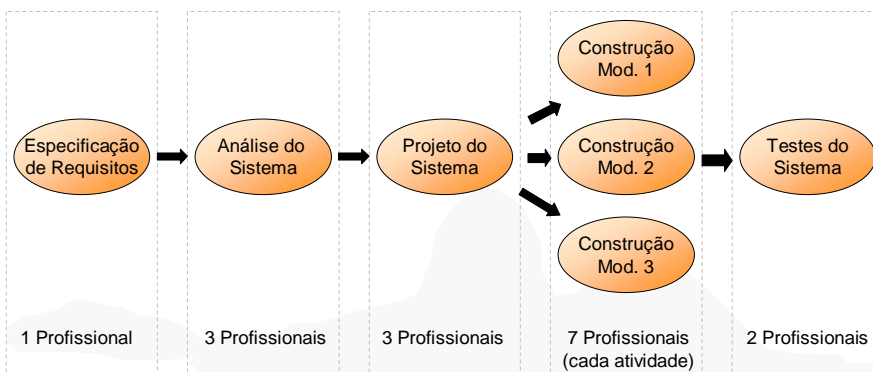 Especificação
de Requisitos
Análise do
Sistema
Projeto do
Sistema
Construção
Mod. 1
Construção
Mod. 2
Construção
Mod. 3
Testes do
Sistema
1 Profissional
3 Profissionais
3 Profissionais
7 Profissionais
(cada atividade)
2 Profissionais